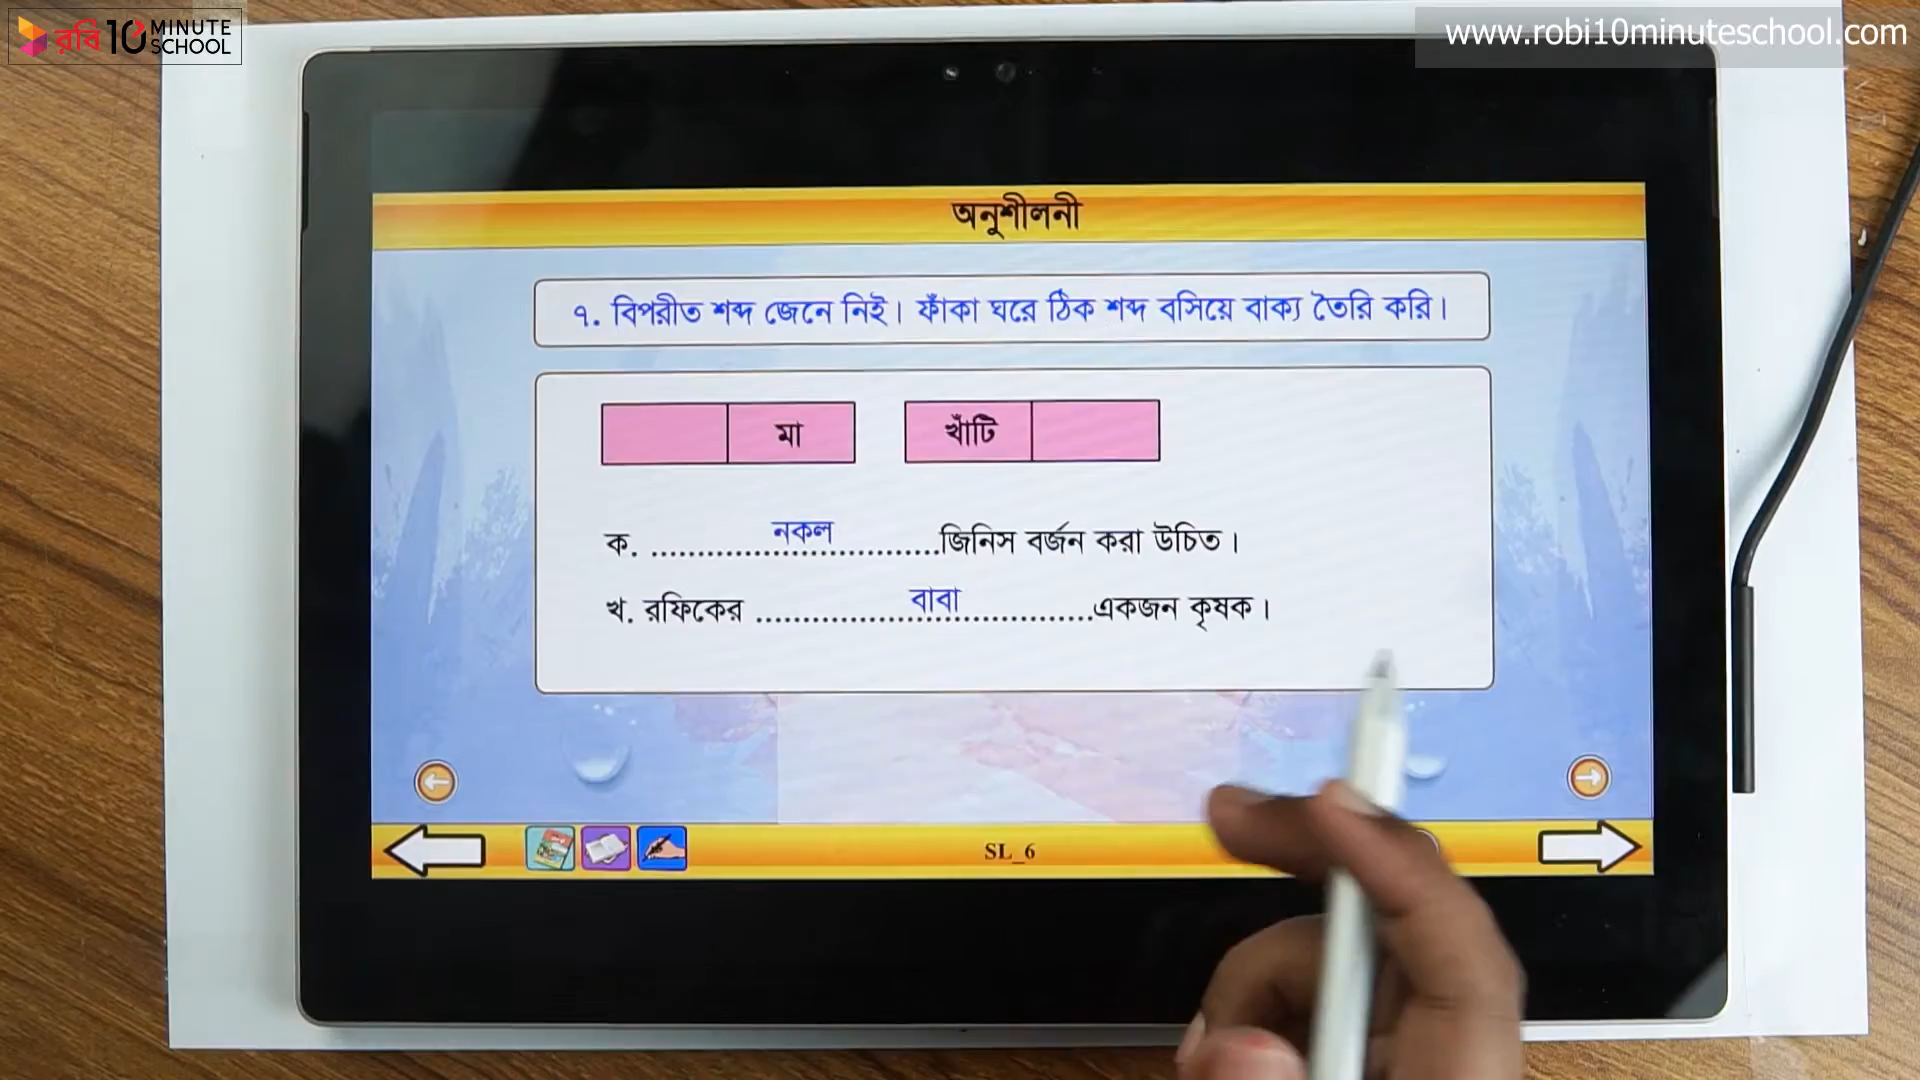 রবি 10 MINUTE SCHOOL
www.robi10minuteschool.com
অনুশীলনী
৭. বিপরীত শব্দ জেনে নিই। ফাঁকা ঘরে ঠিক শব্দ বসিয়ে বাক্য তৈরি করি।
মা খাঁটি
ক. ............নকল............জিনিস বর্জন করা উচিত।
খ. রফিকের ............বাবা............একজন কৃষক।
SL_6